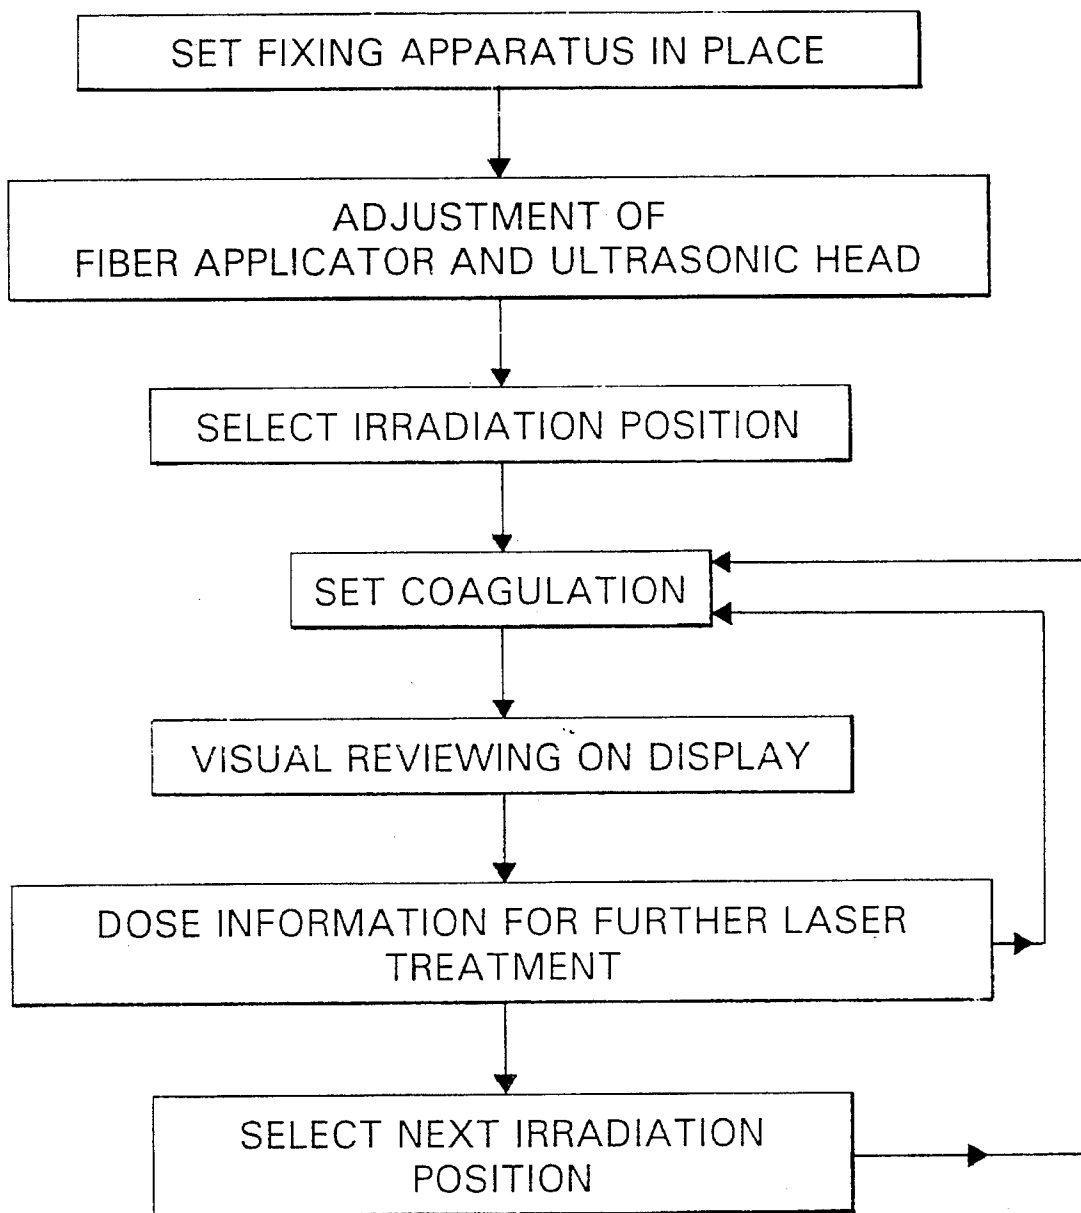 SET FIXING APPARATUS IN PLACE
ADJUSTMENT OF
FIBER APPLICATOR AND ULTRASONIC HEAD
SELECT IRRADIATION POSITION
SET COAGULATION
VISUAL REVIEWING ON DISPLAY
DOSE INFORMATION FOR FURTHER LASER
TREATMENT
SELECT NEXT IRRADIATION
POSITION